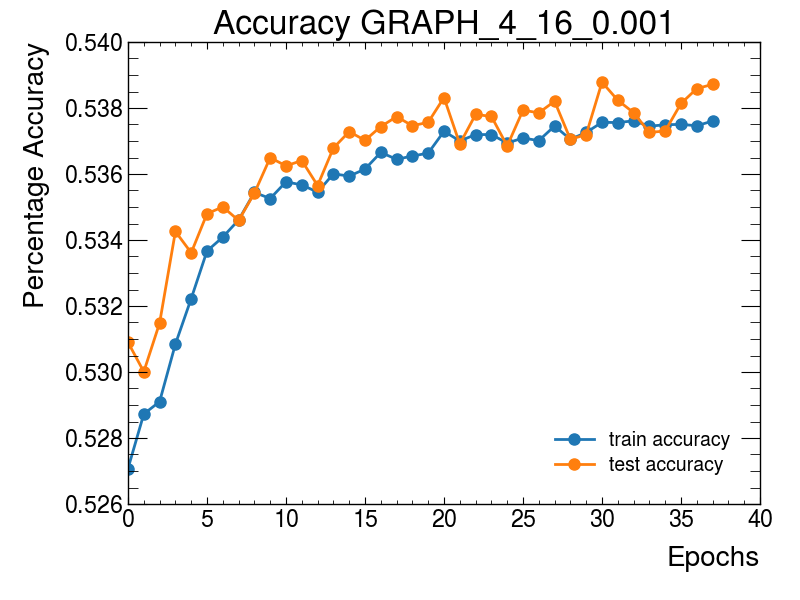 Accuracy GRAPH_4_16_0.001
Percentage Accuracy
0.540
0.538
0.536
0.534
0.532
0.530
0.528
0.526
0 5 10 15 20 25 30 35 40
Epochs
train accuracy
test accuracy